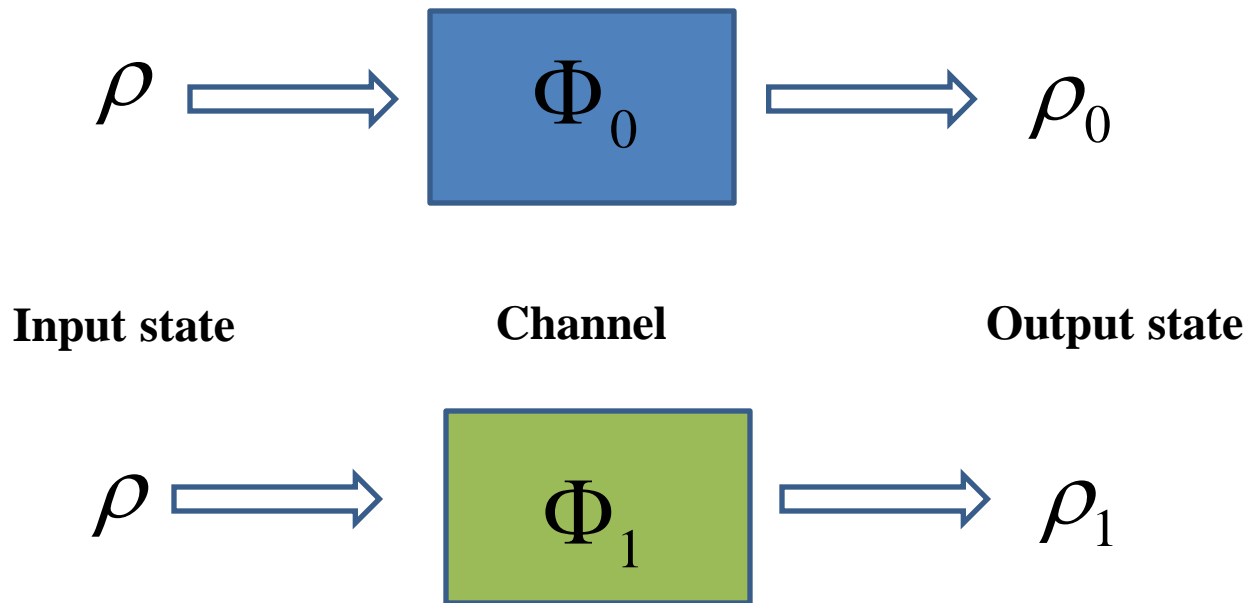 ρ Φ₀ ρ₀
Input state Channel Output state
ρ Φ₁ ρ₁